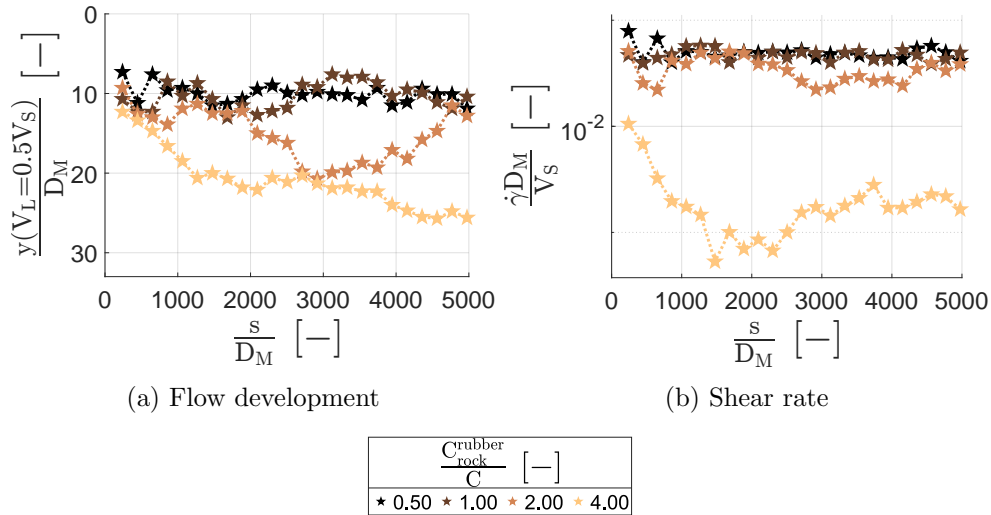 0
10
20
30
y(V_L=0.5V_S)
D_M
[−]
0 1000 2000 3000 4000 5000
s
D_M
[−]
(a) Flow development
10^-2
γ̇D_M
V_S
[−]
0 1000 2000 3000 4000 5000
s
D_M
[−]
(b) Shear rate
C^rubber_rock
C
[−]
0.50 1.00 2.00 4.00